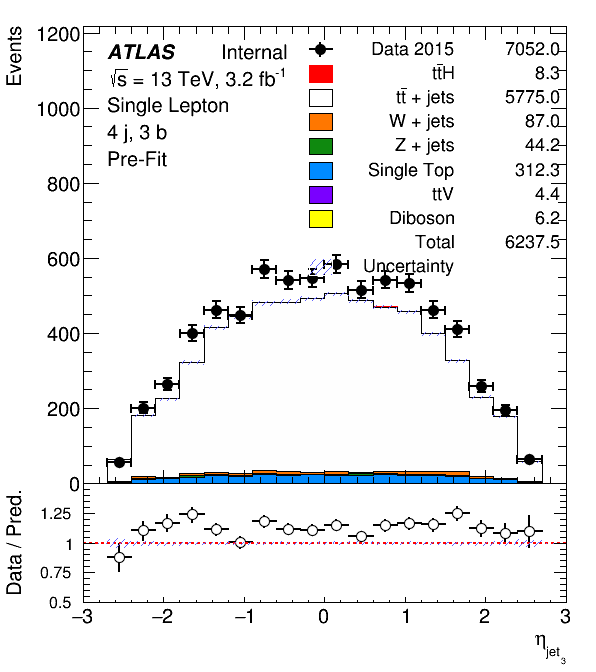 Events
1200
1000
800
600
400
200
0
ATLAS Internal
√s = 13 TeV, 3.2 fb⁻¹
Single Lepton
4 j, 3 b
Pre-Fit
Data 2015 7052.0
tt̄H 8.3
tt̄ + jets 5775.0
W + jets 87.0
Z + jets 44.2
Single Top 312.3
ttV 4.4
Diboson 6.2
Total 6237.5
Uncertainty
Data / Pred.
1.25
1
0.75
0.5
−3 −2 −1 0 1 2 3
η_jet_3